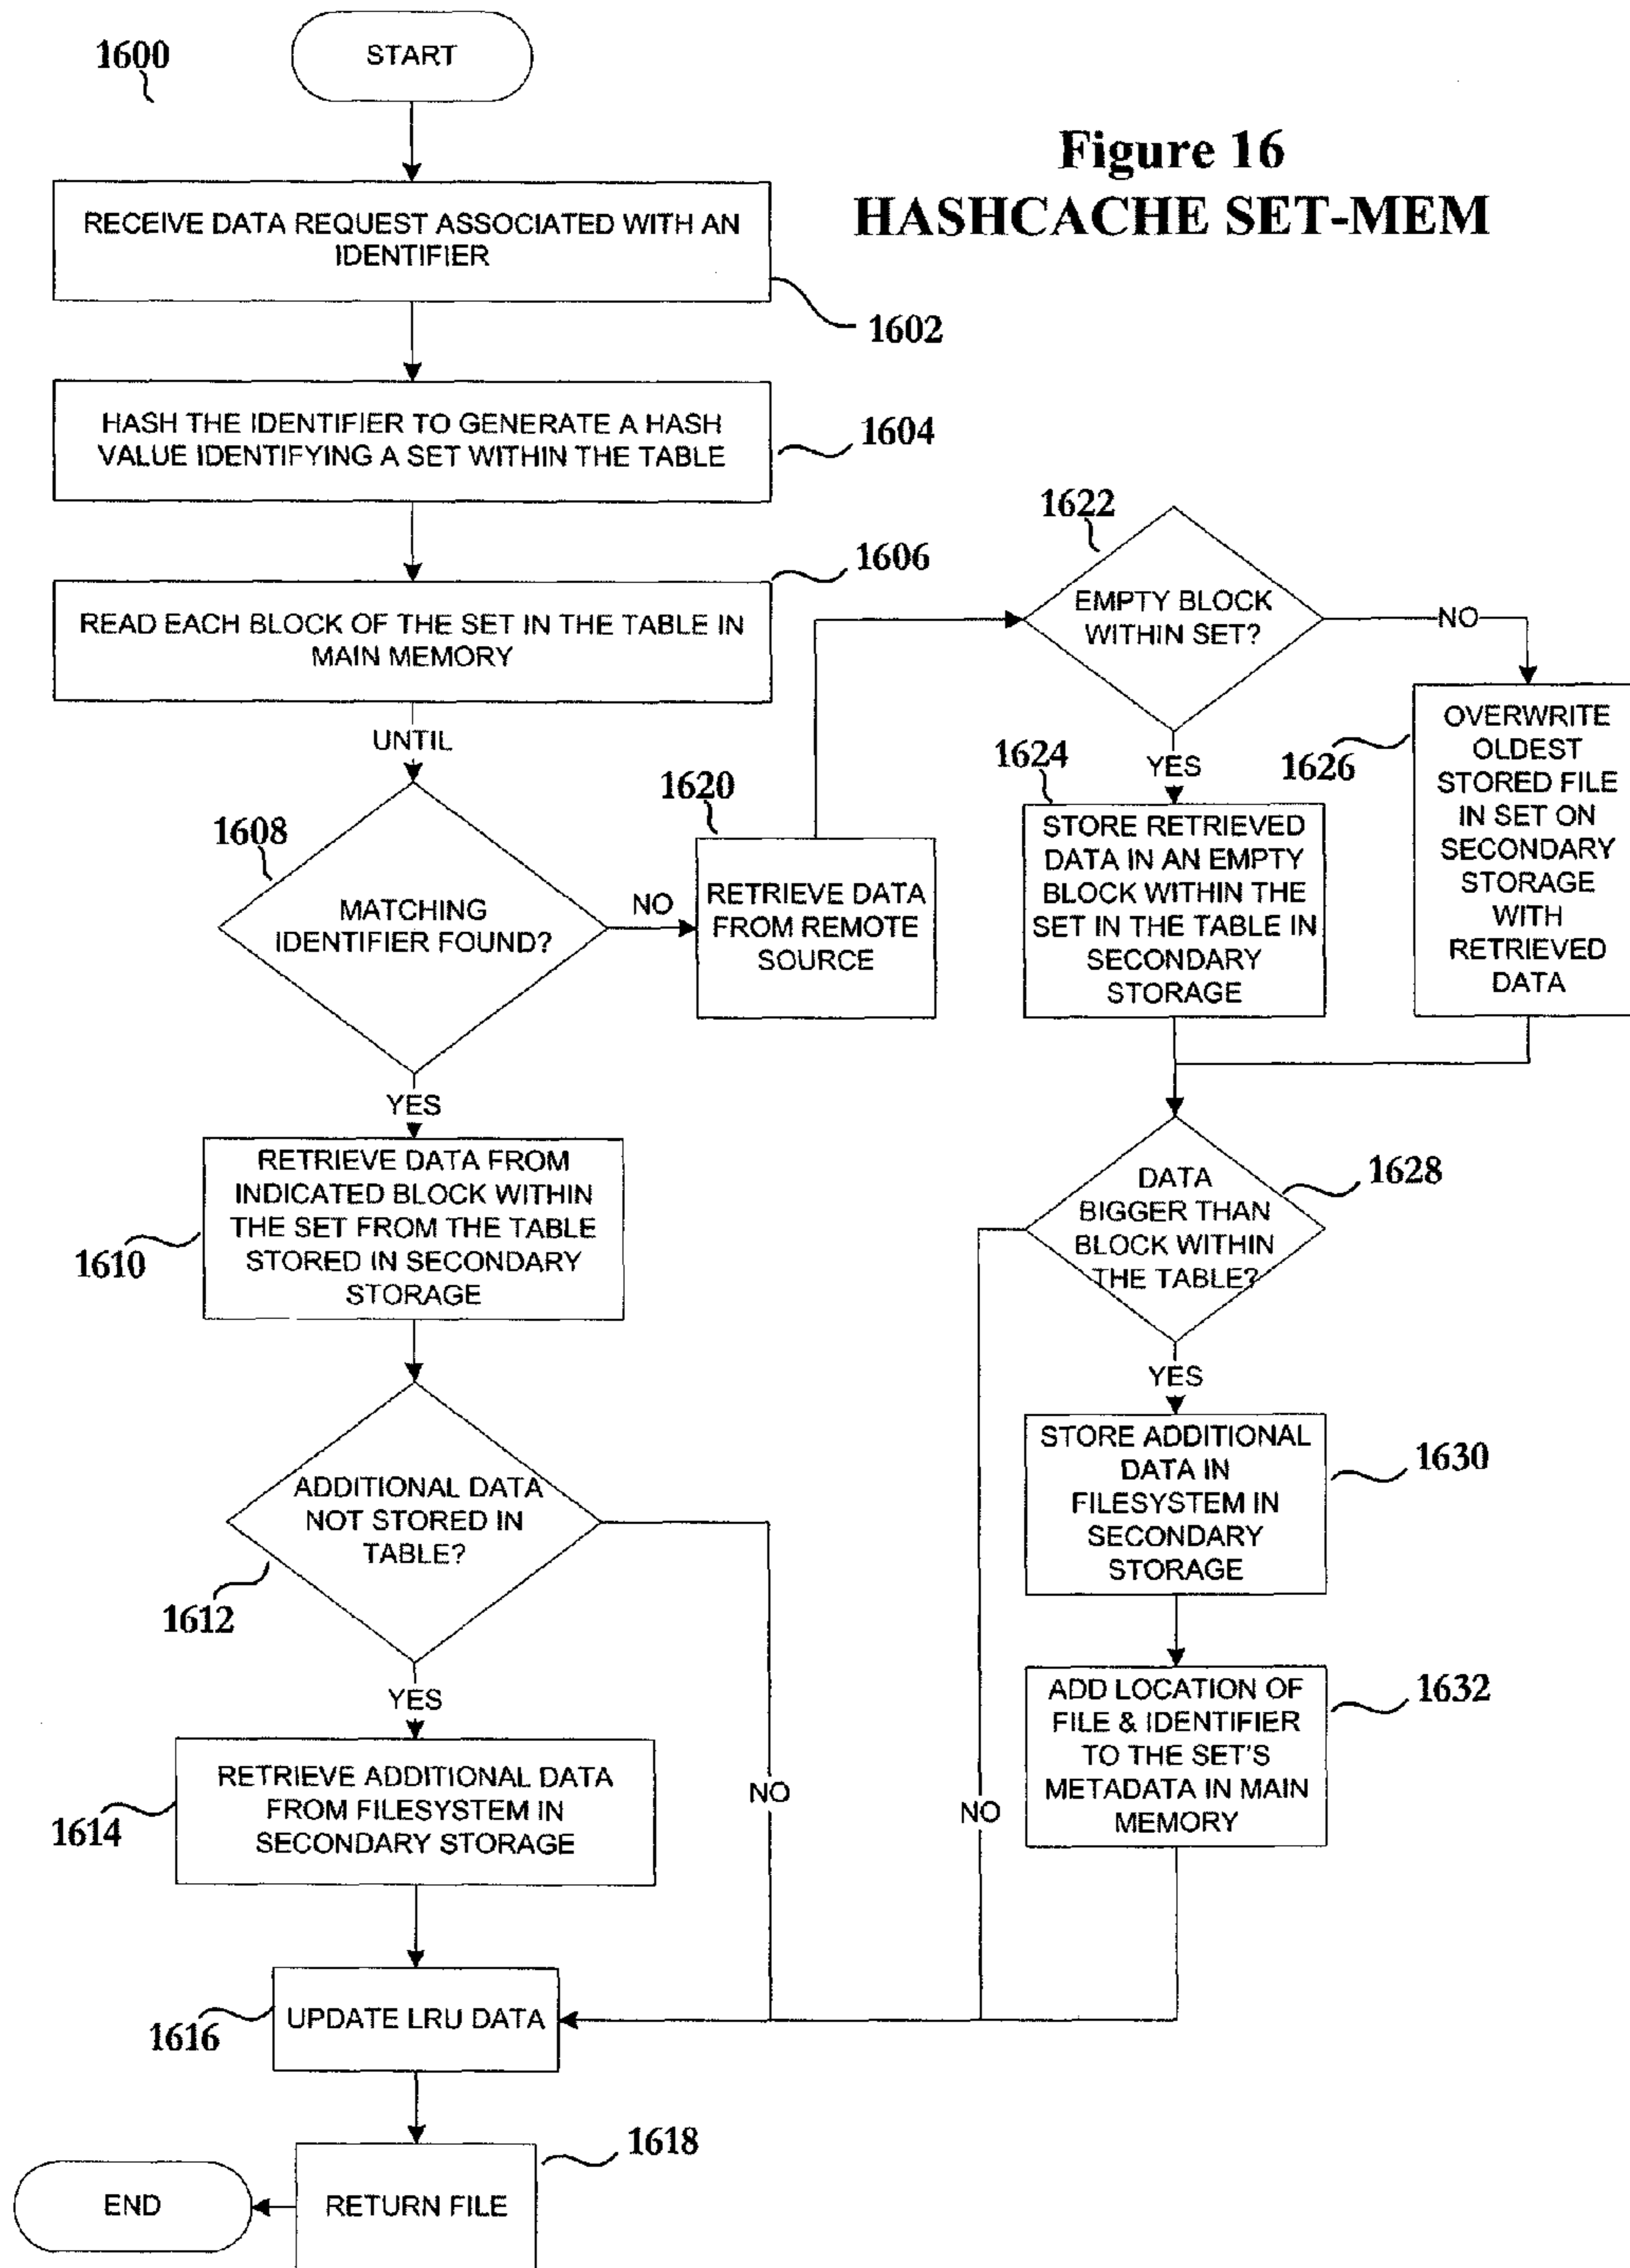 1600
START
Figure 16
HASHCACHE SET-MEM
RECEIVE DATA REQUEST ASSOCIATED WITH AN
IDENTIFIER
1602
HASH THE IDENTIFIER TO GENERATE A HASH
VALUE IDENTIFYING A SET WITHIN THE TABLE
1604
READ EACH BLOCK OF THE SET IN THE TABLE IN
MAIN MEMORY
1606
UNTIL
1608
MATCHING
IDENTIFIER FOUND?
NO
1620
RETRIEVE DATA
FROM REMOTE
SOURCE
1622
EMPTY BLOCK
WITHIN SET?
NO
YES
1624
STORE RETRIEVED
DATA IN AN EMPTY
BLOCK WITHIN THE
SET IN THE TABLE IN
SECONDARY
STORAGE
1626
OVERWRITE
OLDEST
STORED FILE
IN SET ON
SECONDARY
STORAGE
WITH
RETRIEVED
DATA
YES
1610
RETRIEVE DATA FROM
INDICATED BLOCK WITHIN
THE SET FROM THE TABLE
STORED IN SECONDARY
STORAGE
DATA
BIGGER THAN
BLOCK WITHIN
THE TABLE?
1628
YES
NO
1612
ADDITIONAL DATA
NOT STORED IN
TABLE?
YES
NO
STORE ADDITIONAL
DATA IN
FILESYSTEM IN
SECONDARY
STORAGE
1630
ADD LOCATION OF
FILE & IDENTIFIER
TO THE SET'S
METADATA IN MAIN
MEMORY
1632
1614
RETRIEVE ADDITIONAL DATA
FROM FILESYSTEM IN
SECONDARY STORAGE
1616
UPDATE LRU DATA
1618
RETURN FILE
END